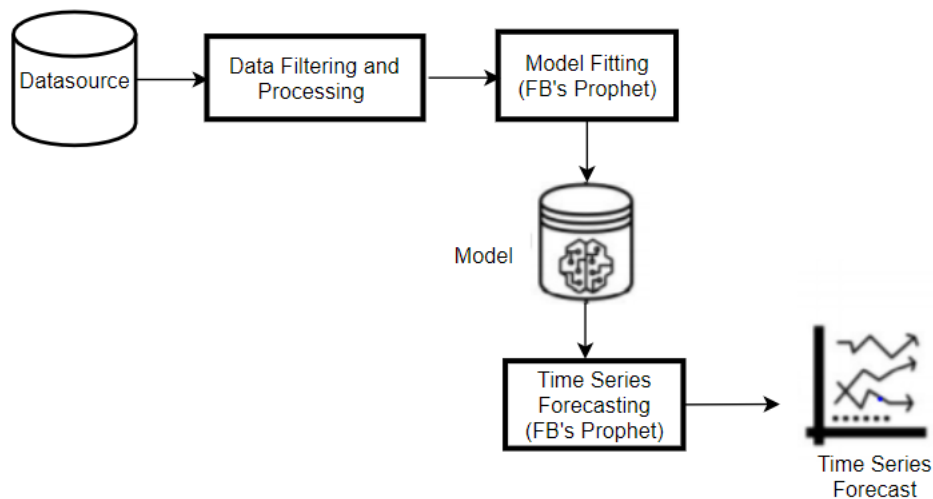 Datasource
Data Filtering and
Processing
Model Fitting
(FB's Prophet)
Model
Time Series
Forecasting
(FB's Prophet)
Time Series
Forecast